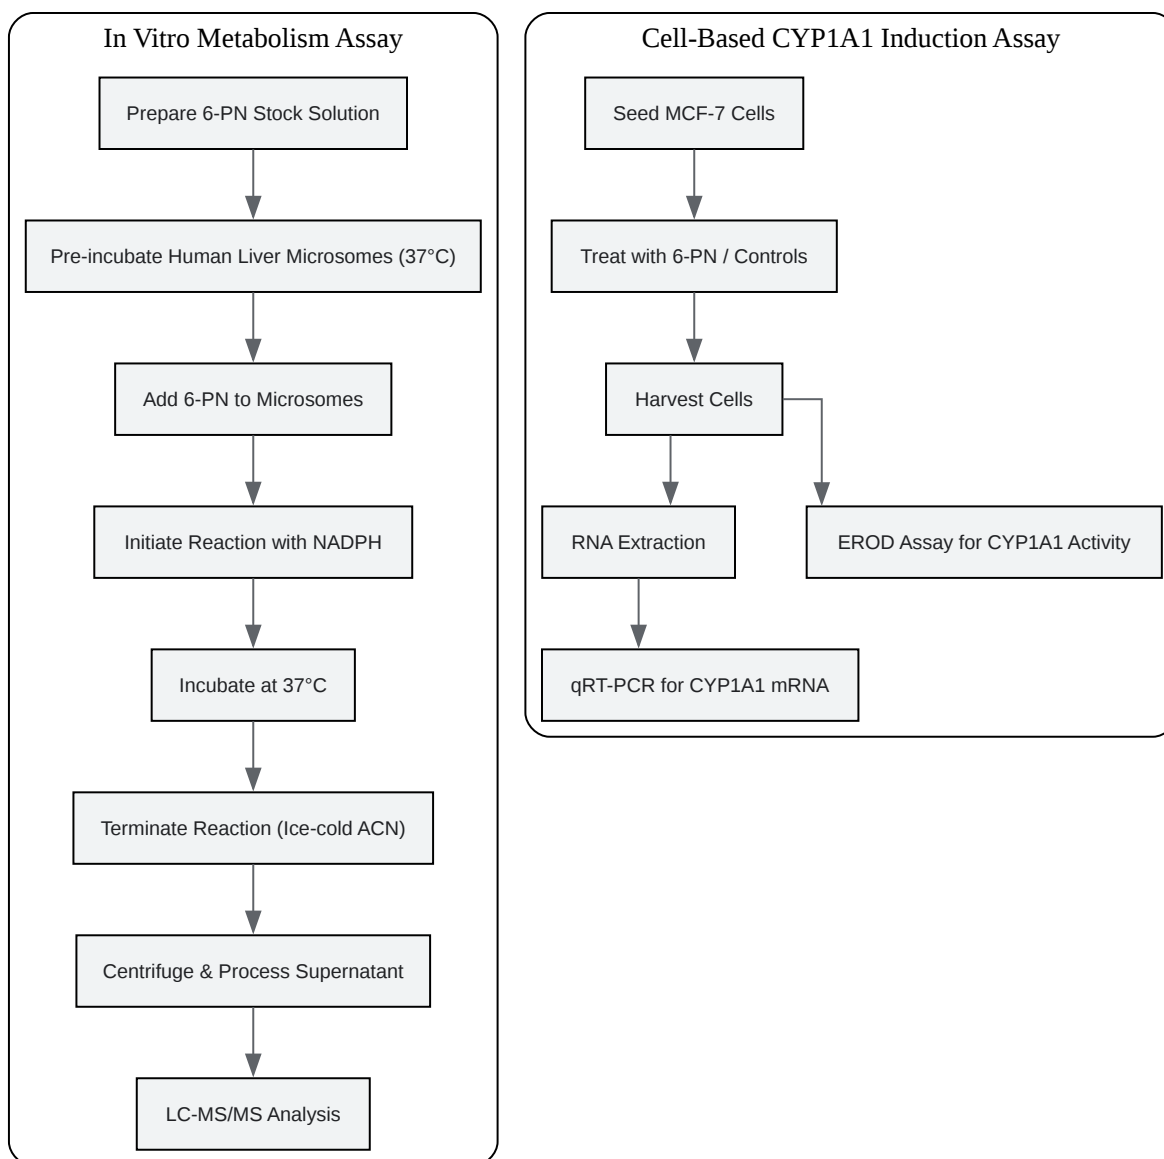 In Vitro Metabolism Assay
Prepare 6-PN Stock Solution
Pre-incubate Human Liver Microsomes (37°C)
Add 6-PN to Microsomes
Initiate Reaction with NADPH
Incubate at 37°C
Terminate Reaction (Ice-cold ACN)
Centrifuge & Process Supernatant
LC-MS/MS Analysis
Cell-Based CYP1A1 Induction Assay
Seed MCF-7 Cells
Treat with 6-PN / Controls
Harvest Cells
RNA Extraction
EROD Assay for CYP1A1 Activity
qRT-PCR for CYP1A1 mRNA